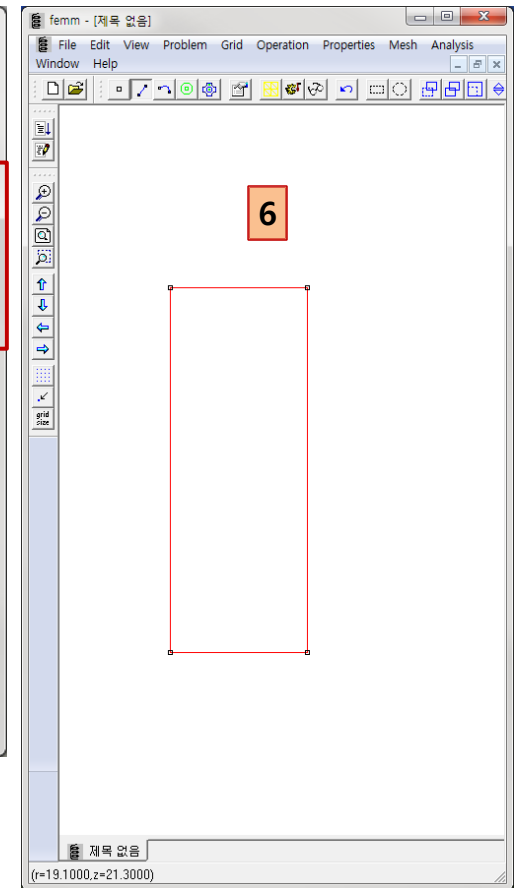 femm - [제목 없음]
File Edit View Problem Grid Operation Properties Mesh Analysis
Window Help
6
grid
size
제목 없음
(r=19.1000,z=21.3000)